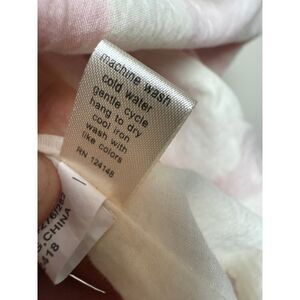 machine wash
cold water
gentle cycle
hang to dry
cool iron
wash with
like colors
RN 124148
CHINA